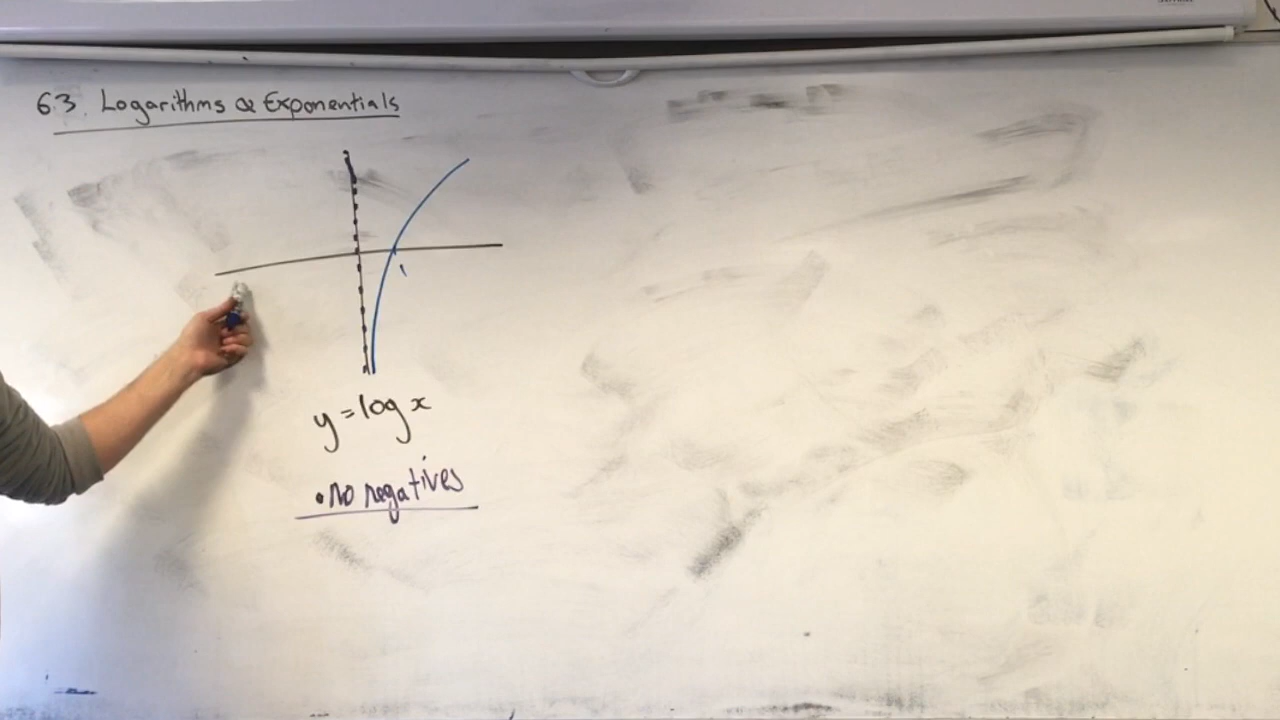 6.3. Logarithms & Exponentials
1
y = log x
• no negatives